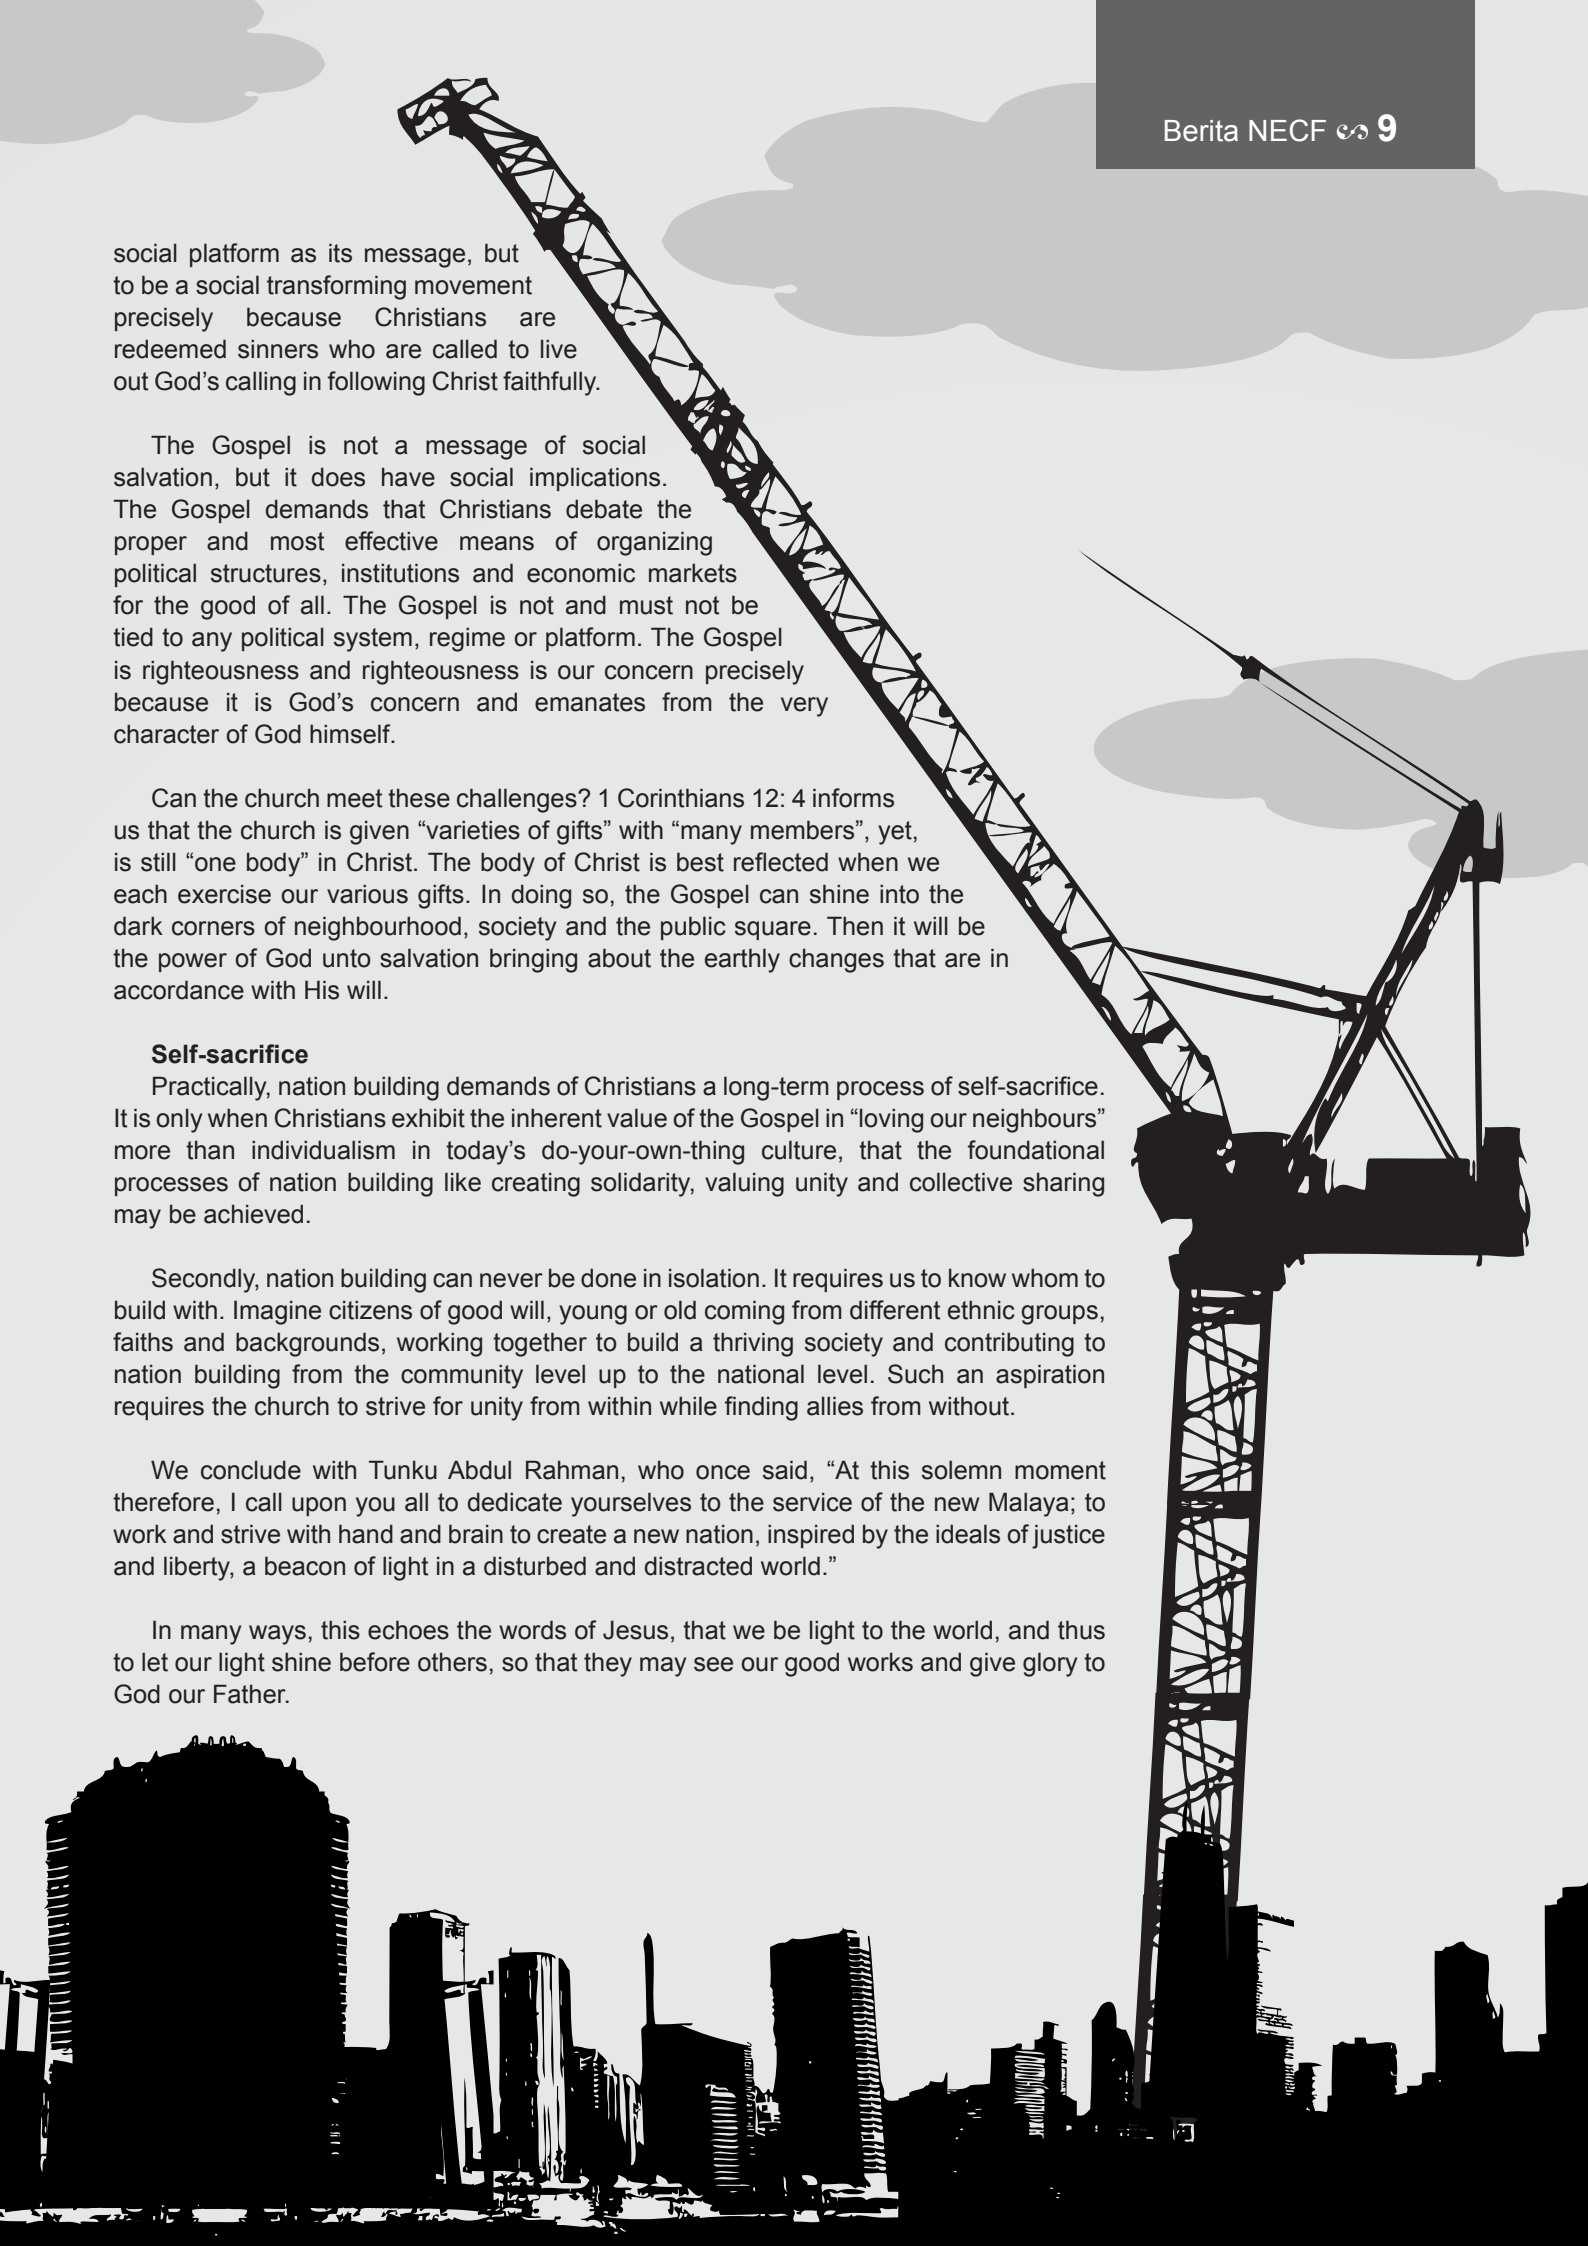 Berita NECF 9
social platform as its message, but
to be a social transforming movement
precisely because Christians are
redeemed sinners who are called to live
out God’s calling in following Christ faithfully.
The Gospel is not a message of social
salvation, but it does have social implications.
The Gospel demands that Christians debate the
proper and most effective means of organizing
political structures, institutions and economic markets
for the good of all. The Gospel is not and must not be
tied to any political system, regime or platform. The Gospel
is righteousness and righteousness is our concern precisely
because it is God’s concern and emanates from the very
character of God himself.
Can the church meet these challenges? 1 Corinthians 12: 4 informs
us that the church is given “varieties of gifts” with “many members”, yet,
is still “one body” in Christ. The body of Christ is best reflected when we
each exercise our various gifts. In doing so, the Gospel can shine into the
dark corners of neighbourhood, society and the public square. Then it will be
the power of God unto salvation bringing about the earthly changes that are in
accordance with His will.
Self-sacrifice
Practically, nation building demands of Christians a long-term process of self-sacrifice.
It is only when Christians exhibit the inherent value of the Gospel in “loving our neighbours”
more than individualism in today’s do-your-own-thing culture, that the foundational
processes of nation building like creating solidarity, valuing unity and collective sharing
may be achieved.
Secondly, nation building can never be done in isolation. It requires us to know whom to
build with. Imagine citizens of good will, young or old coming from different ethnic groups,
faiths and backgrounds, working together to build a thriving society and contributing to
nation building from the community level up to the national level. Such an aspiration
requires the church to strive for unity from within while finding allies from without.
We conclude with Tunku Abdul Rahman, who once said, “At this solemn moment
therefore, I call upon you all to dedicate yourselves to the service of the new Malaya; to
work and strive with hand and brain to create a new nation, inspired by the ideals of justice
and liberty, a beacon of light in a disturbed and distracted world.”
In many ways, this echoes the words of Jesus, that we be light to the world, and thus
to let our light shine before others, so that they may see our good works and give glory to
God our Father.